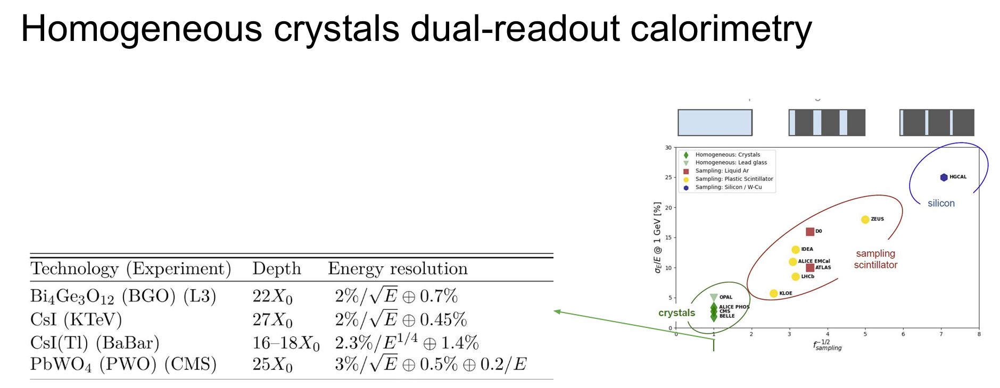 Homogeneous crystals dual-readout calorimetry
Technology (Experiment) Depth Energy resolution
Bi₄Ge₃O₁₂ (BGO) (L3) 22X₀ 2%/√E ⊕ 0.7%
CsI (KTeV) 27X₀ 2%/√E ⊕ 0.45%
CsI(Tl) (BaBar) 16–18X₀ 2.3%/E^{1/4} ⊕ 1.4%
PbWO₄ (PWO) (CMS) 25X₀ 3%/√E ⊕ 0.5% ⊕ 0.2/E
Homogeneous: Crystals
Homogeneous: Lead glass
Sampling: Liquid Ar
Sampling: Plastic Scintillator
Sampling: Silicon / W-Cu
HGCAL
silicon
ZEUS
D0
IDEA
sampling
scintillator
ALICE EMCal
ATLAS
LHCb
KLOE
OPAL
ALICE PHOS
CMS
BELLE
crystals
σ_E/E @ 1 GeV [%]
30
25
20
15
10
5
0
0 1 2 3 4 5 6 7 8
f_{sampling}^{-1/2}